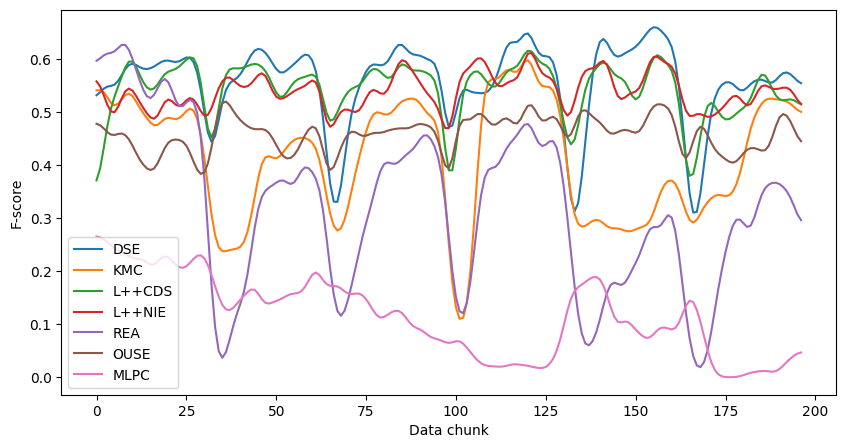 F-score
0.6
0.5
0.4
0.3
0.2
0.1
0.0
DSE
KMC
L++CDS
L++NIE
REA
OUSE
MLPC
0 25 50 75 100 125 150 175 200
Data chunk